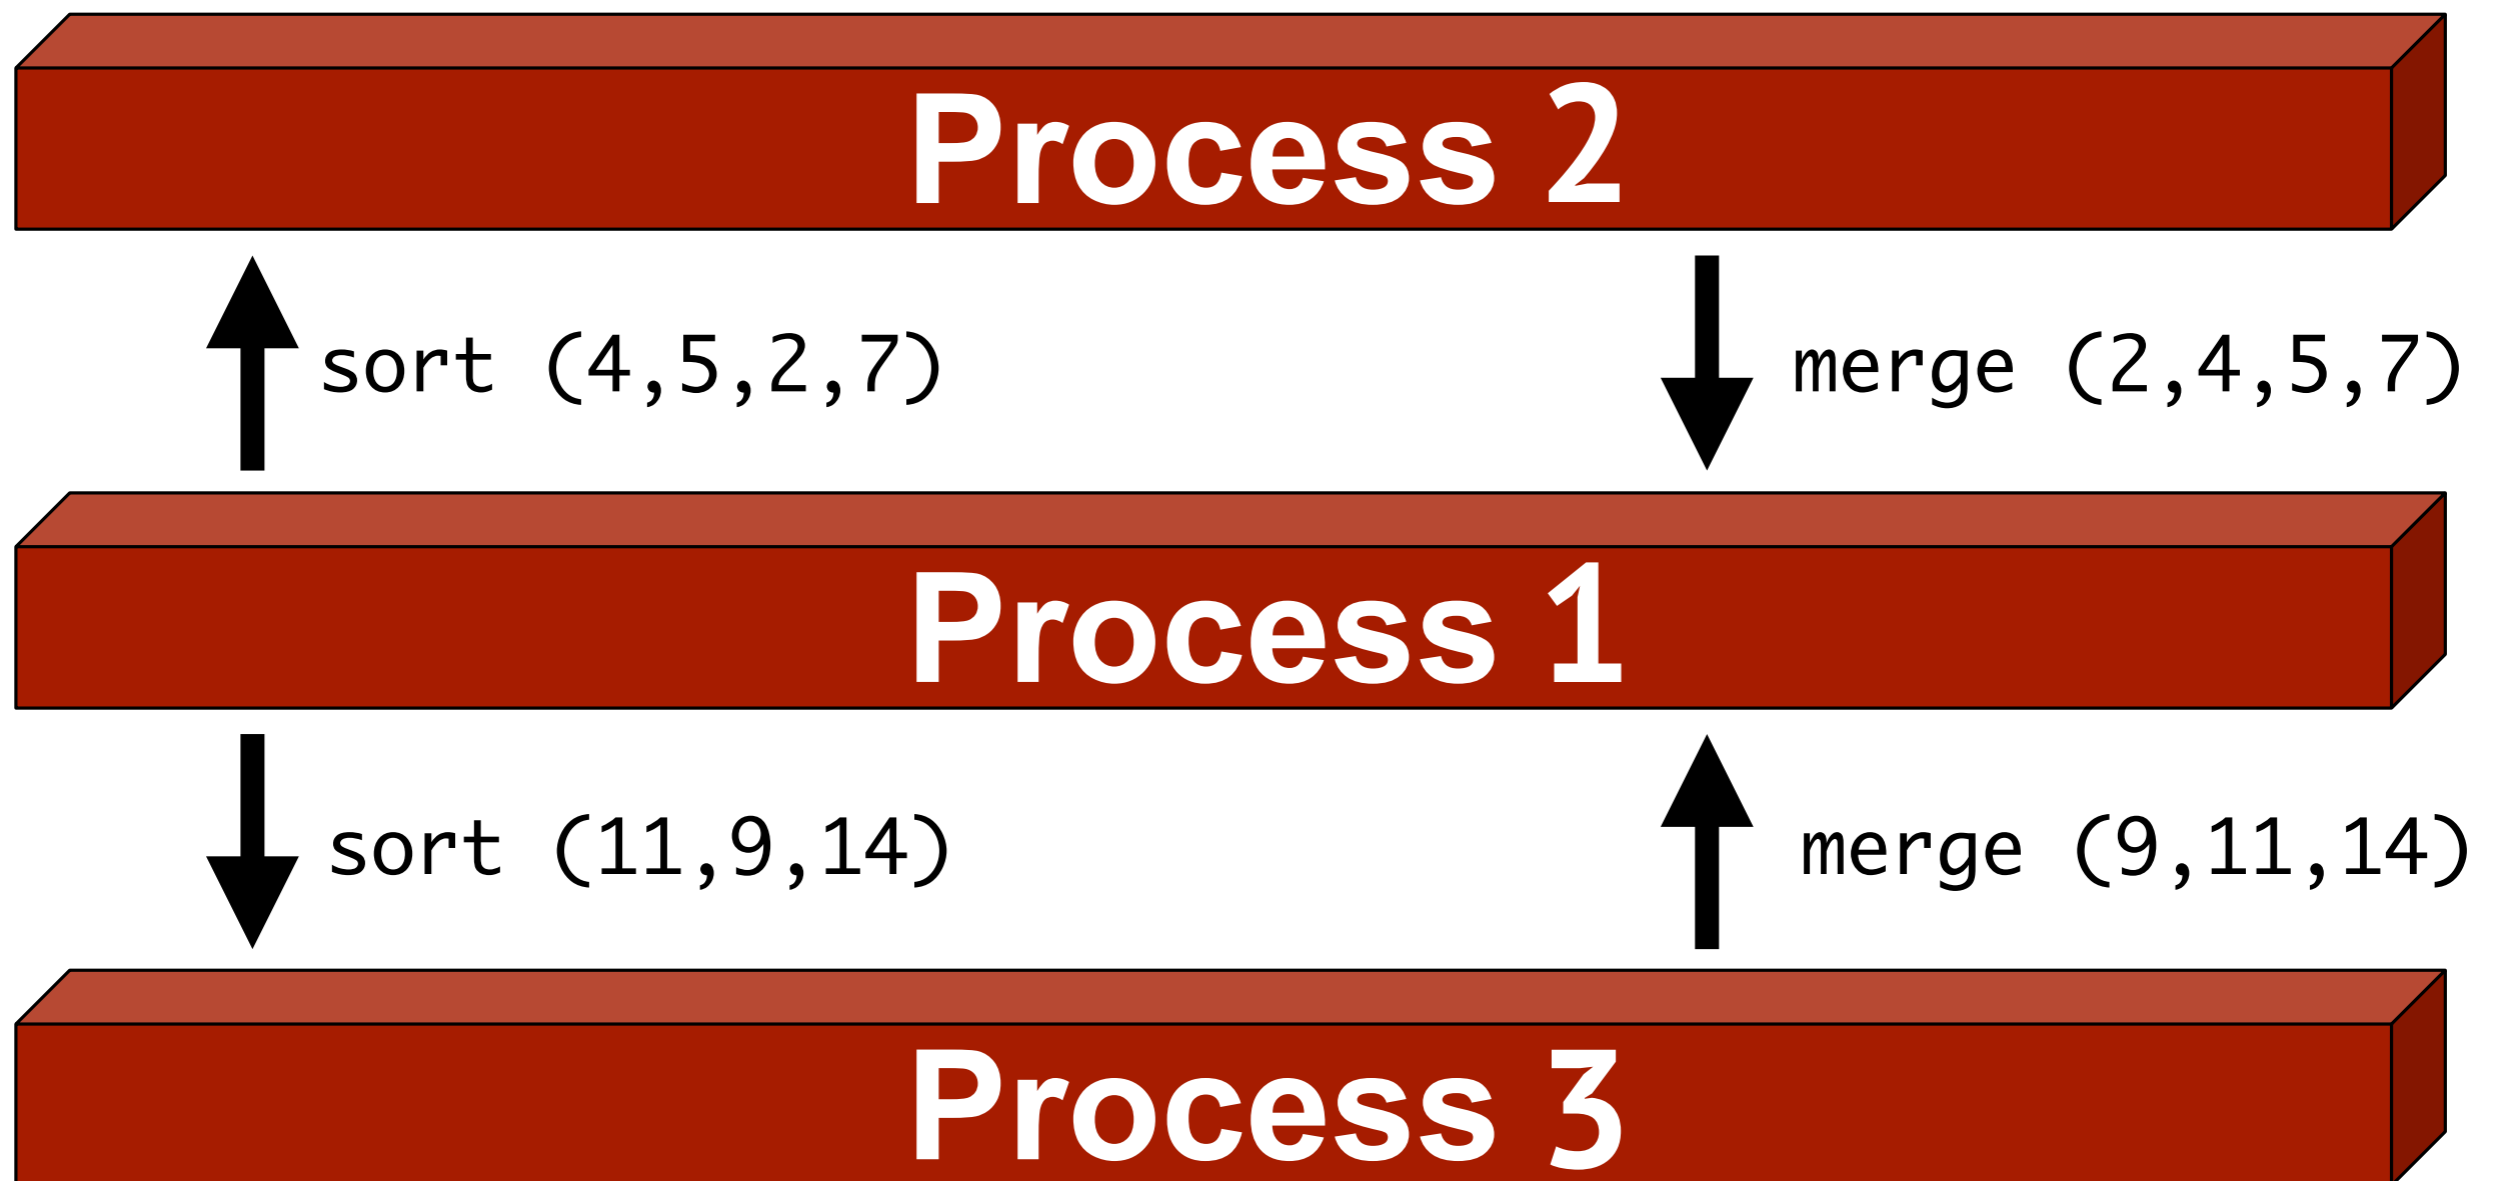 Process 2
sort (4,5,2,7)
merge (2,4,5,7)
Process 1
sort (11,9,14)
merge (9,11,14)
Process 3